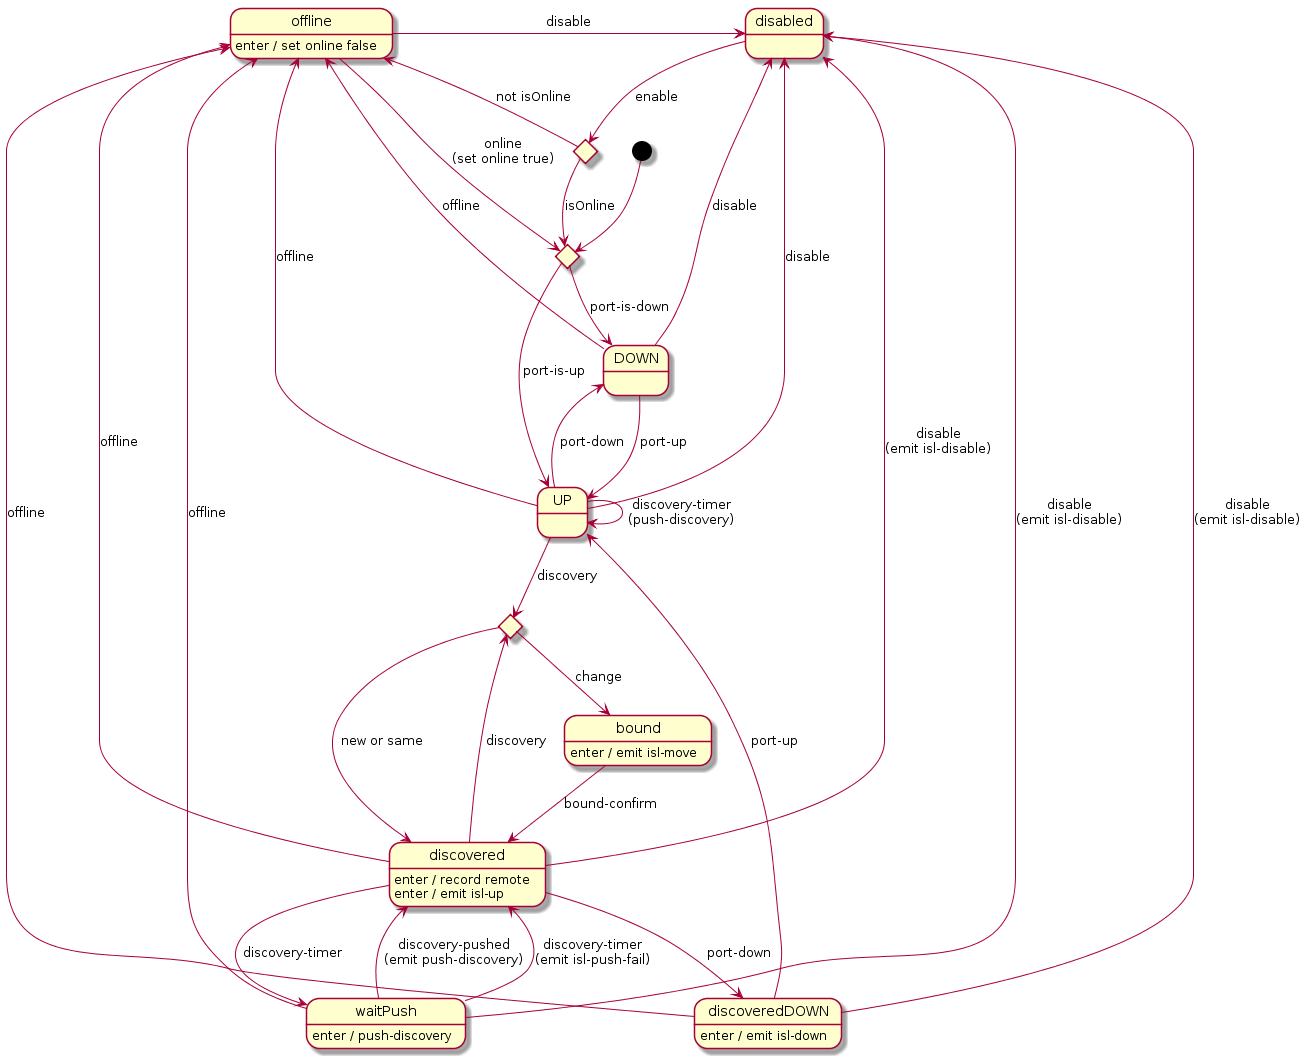 offline
enter / set online false
disable
disabled
not isOnline
enable
online
(set online true)
offline
isOnline
disable
offline
disable
port-is-down
DOWN
port-is-up
offline
port-down
port-up
disable
(emit isl-disable)
UP
discovery-timer
(push-discovery)
offline
offline
disable
(emit isl-disable)
disable
(emit isl-disable)
discovery
change
bound
enter / emit isl-move
new or same
discovery
port-up
bound-confirm
discovered
enter / record remote
enter / emit isl-up
discovery-timer
discovery-pushed
(emit push-discovery)
discovery-timer
(emit isl-push-fail)
port-down
waitPush
enter / push-discovery
discoveredDOWN
enter / emit isl-down